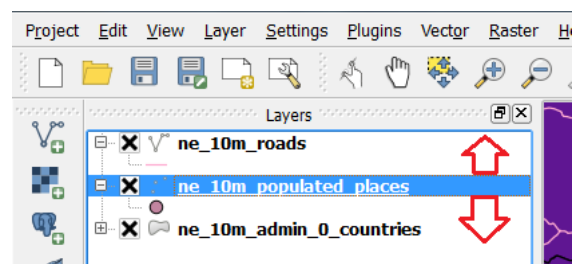 Project Edit View Layer Settings Plugins Vector Raster
Layers
ne_10m_roads
ne_10m_populated_places
ne_10m_admin_0_countries